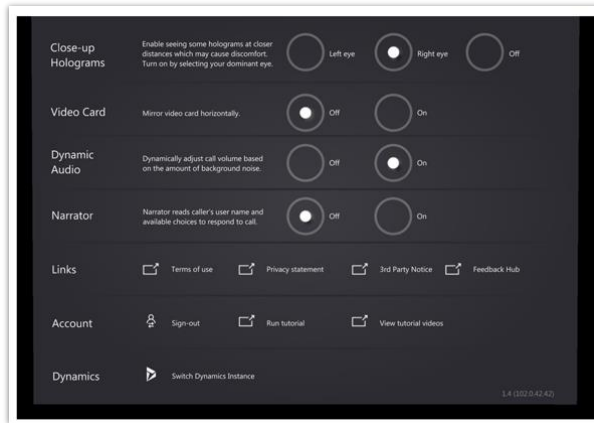 Close-up
Holograms
Enable seeing some holograms at closer
distances which may cause discomfort.
Turn on by selecting your dominant eye.
Left eye
Right eye
Off
Video Card
Mirror video card horizontally.
Off
On
Dynamic
Audio
Dynamically adjust call volume based
on the amount of background noise.
Off
On
Narrator
Narrator reads caller's user name and
available choices to respond to call.
Off
On
Links
Terms of use
Privacy statement
3rd Party Notice
Feedback Hub
Account
Sign-out
Run tutorial
View tutorial videos
Dynamics
Switch Dynamics Instance
1.4 (102.0.42.42)